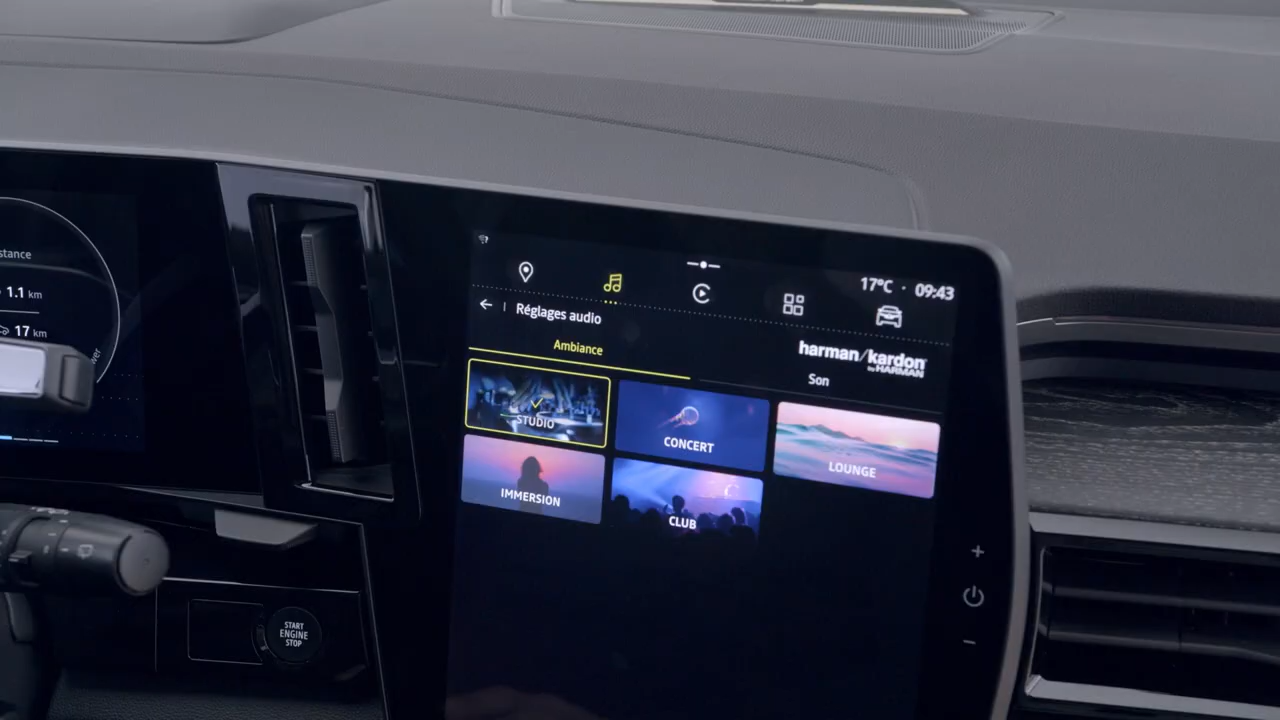 stance
1.1 km
17 km
wer
17°C · 09:43
Réglages audio
harman/kardon
by HARMAN
Ambiance
Son
STUDIO
CONCERT
LOUNGE
IMMERSION
CLUB
+
−
START
ENGINE
STOP